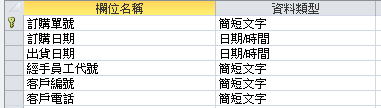 欄位名稱 資料類型
訂購單號 簡短文字
訂購日期 日期/時間
出貨日期 日期/時間
經手員工代號 簡短文字
客戶編號 簡短文字
客戶電話 簡短文字